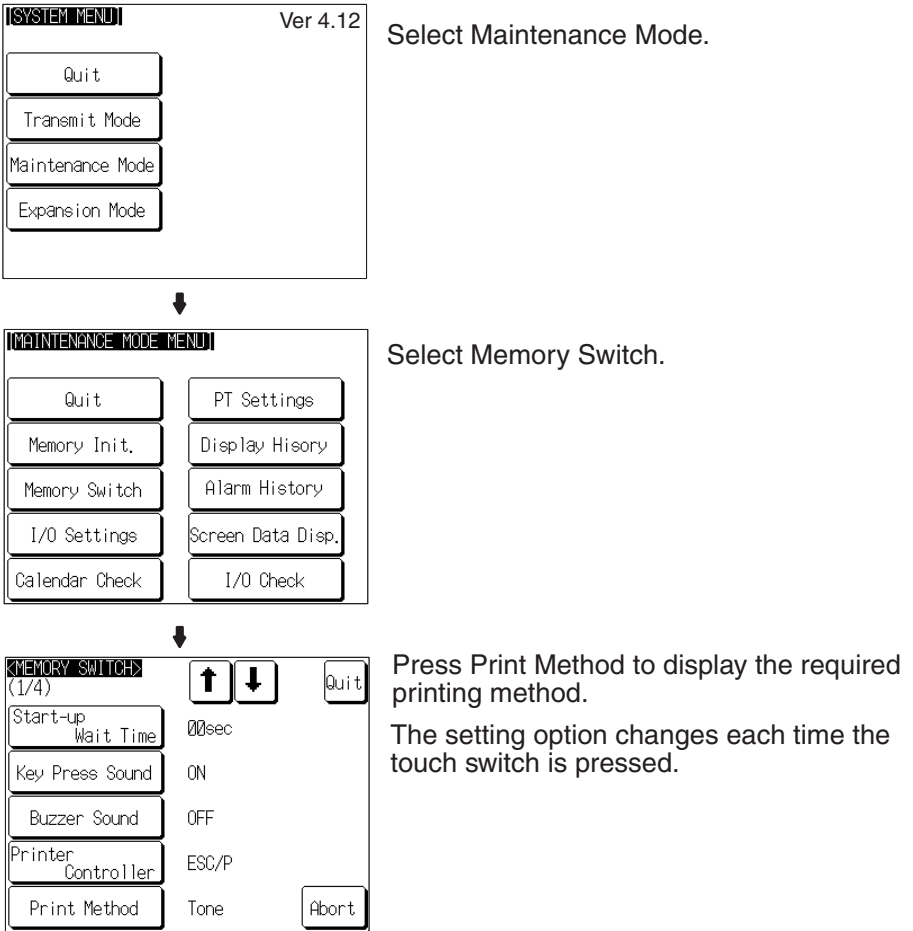 [SYSTEM MENU]
Ver 4.12
Select Maintenance Mode.
Quit
Transmit Mode
Maintenance Mode
Expansion Mode
[MAINTENANCE MODE MENU]
Select Memory Switch.
Quit
PT Settings
Memory Init.
Display Hisory
Memory Switch
Alarm History
I/O Settings
Screen Data Disp.
Calendar Check
I/O Check
<MEMORY SWITCH>
(1/4)
Quit
Press Print Method to display the required
printing method.
Start-up
Wait Time
00sec
The setting option changes each time the
touch switch is pressed.
Key Press Sound
ON
Buzzer Sound
OFF
Printer
Controller
ESC/P
Print Method
Tone
Abort